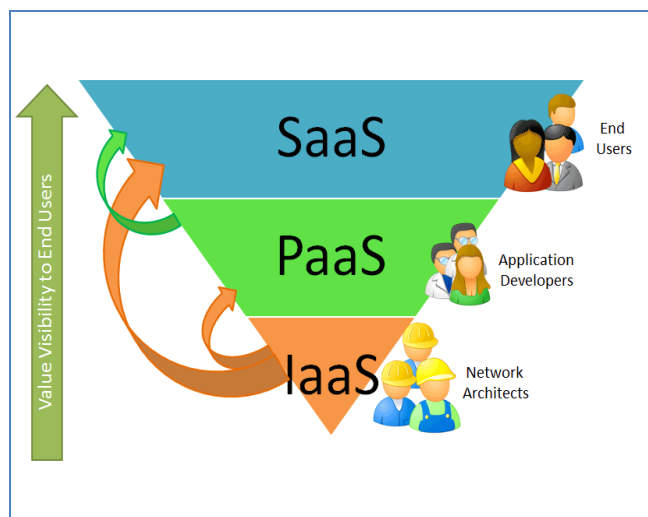 Value Visibility to End Users
SaaS
End
Users
PaaS
Application
Developers
IaaS
Network
Architects